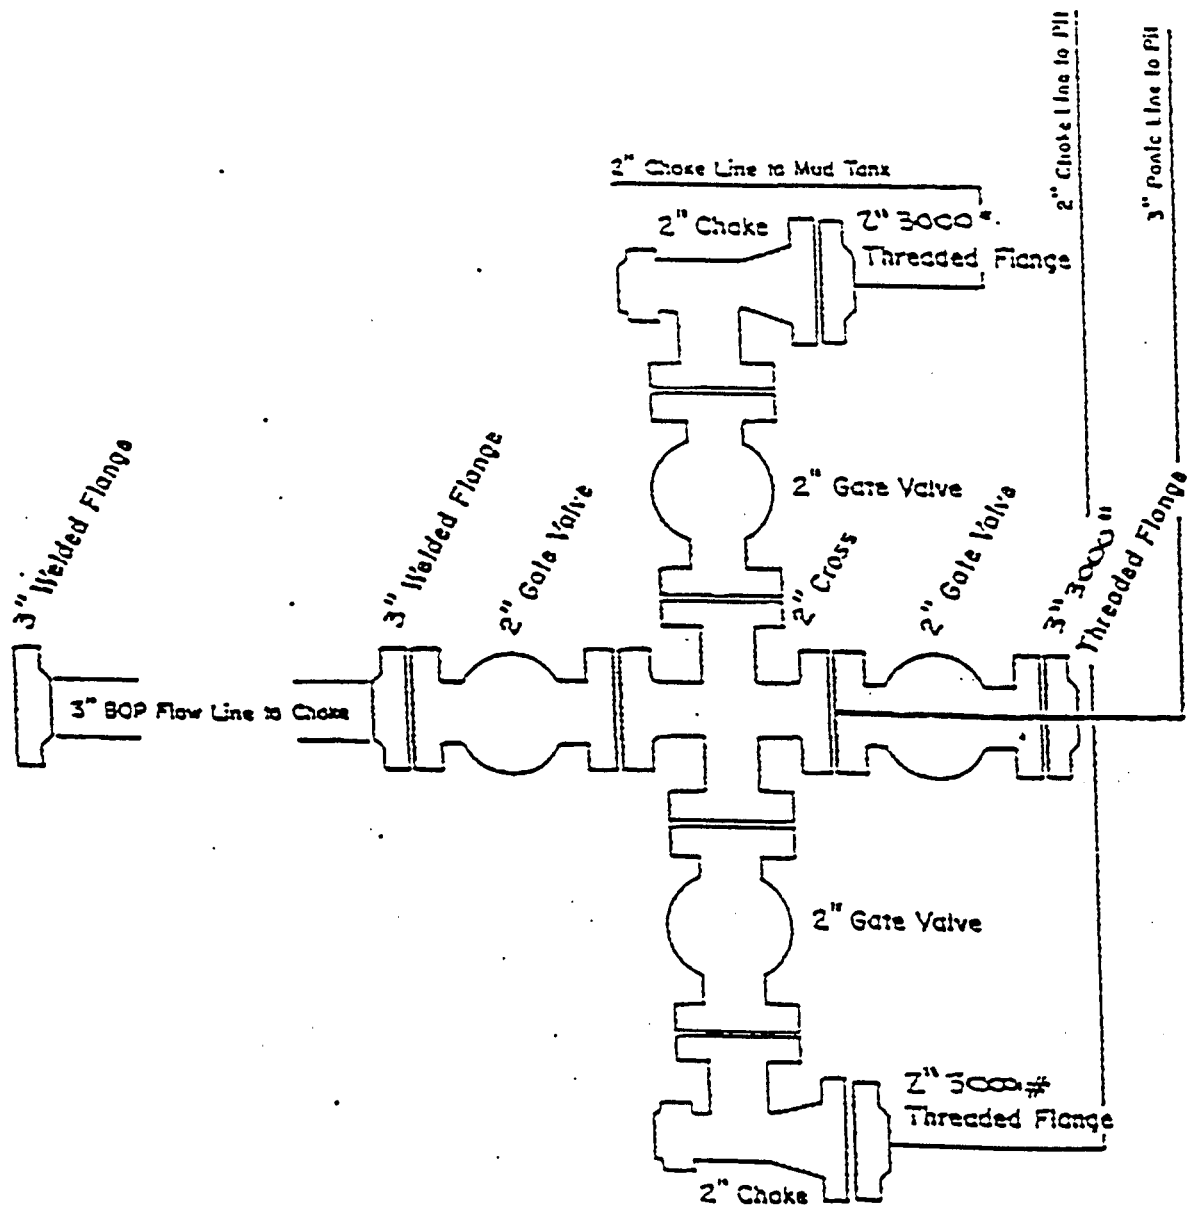 2" Choke Line to Pit
3" Panic Line to Pit
2" Choke Line to Mud Tank
2" Choke
2" 3000#
Threaded Flange
3" Welded Flange
3" Welded Flange
2" Gate Valve
2" Gate Valve
2" Cross
2" Gate Valve
3" 3000#
Threaded Flange
3" BOP Flow Line to Choke
2" Gate Valve
2" 3000#
Threaded Flange
2" Choke